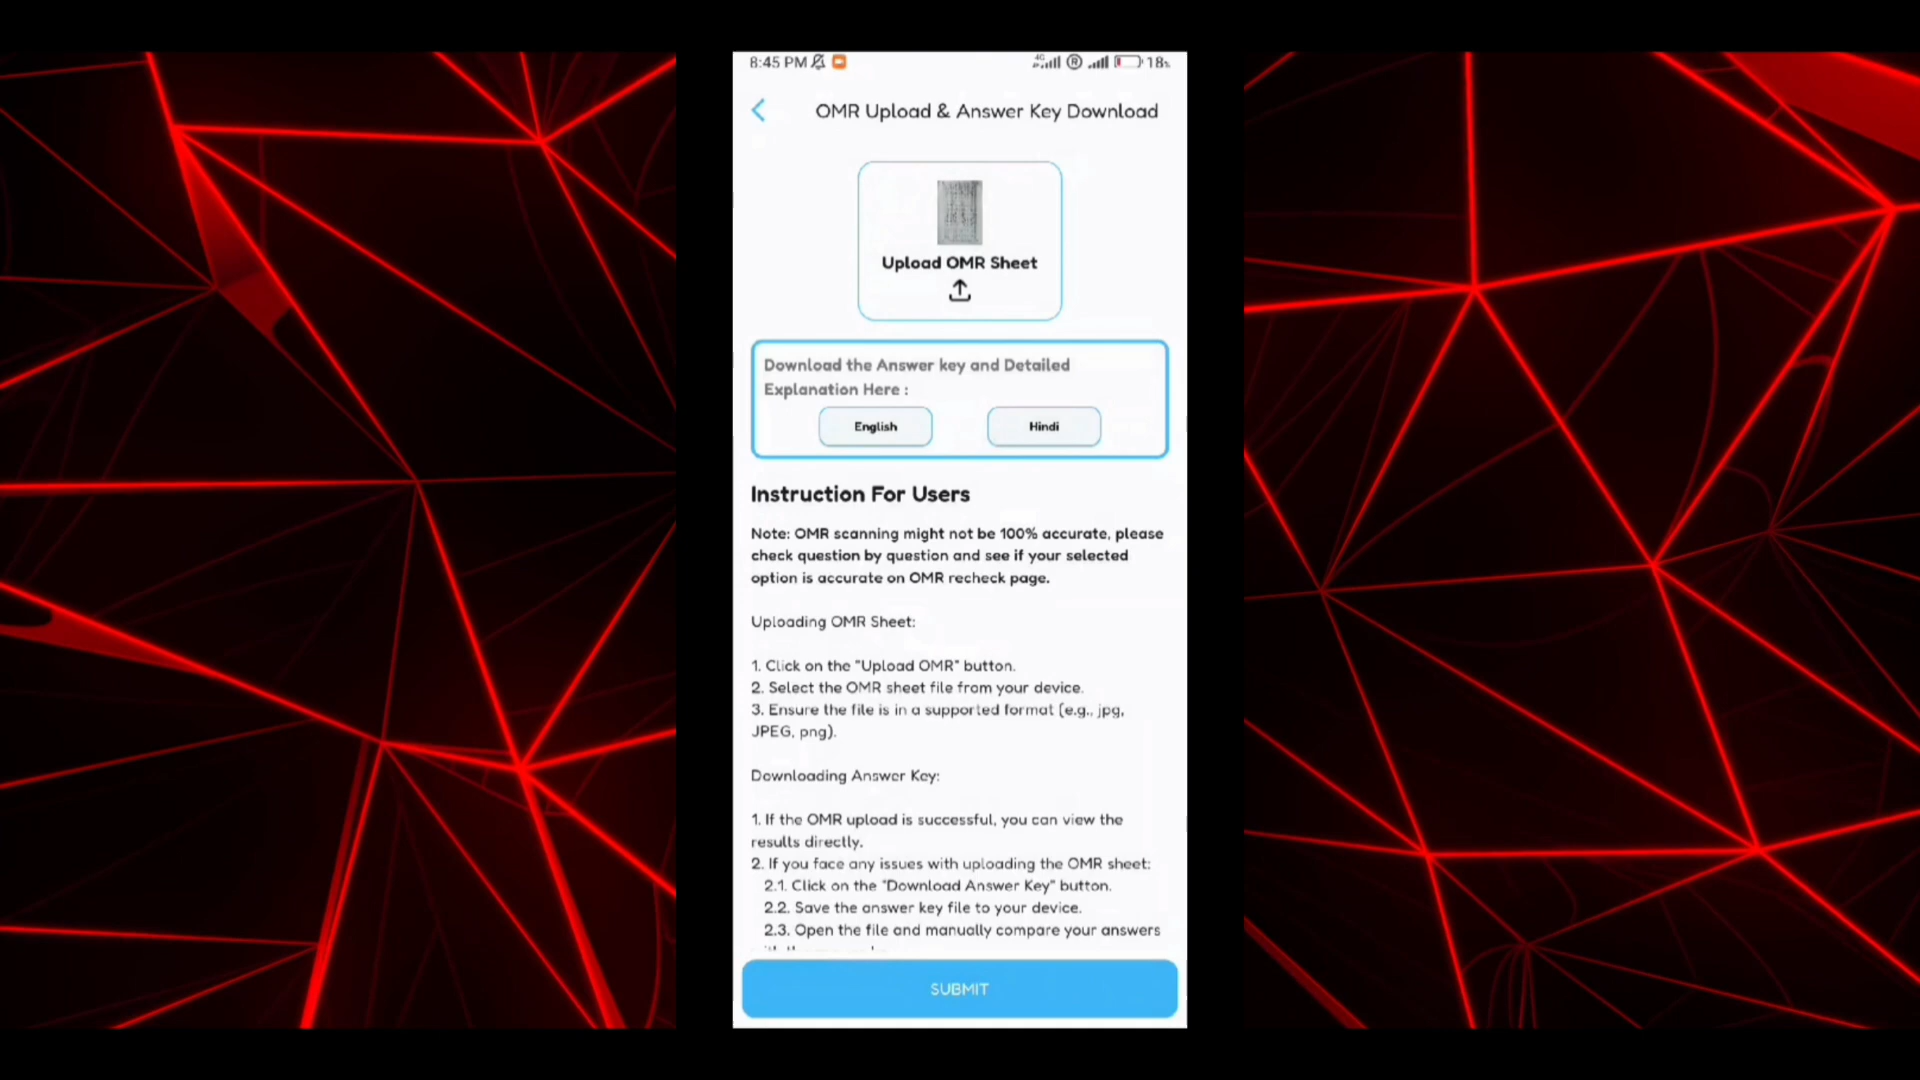 8:45 PM
4G
R
18%
OMR Upload & Answer Key Download
Upload OMR Sheet
Download the Answer key and Detailed
Explanation Here :
English
Hindi
Instruction For Users
Note: OMR scanning might not be 100% accurate, please
check question by question and see if your selected
option is accurate on OMR recheck page.
Uploading OMR Sheet:
1. Click on the "Upload OMR" button.
2. Select the OMR sheet file from your device.
3. Ensure the file is in a supported format (e.g., jpg,
JPEG, png).
Downloading Answer Key:
1. If the OMR upload is successful, you can view the
results directly.
2. If you face any issues with uploading the OMR sheet:
2.1. Click on the "Download Answer Key" button.
2.2. Save the answer key file to your device.
2.3. Open the file and manually compare your answers
SUBMIT